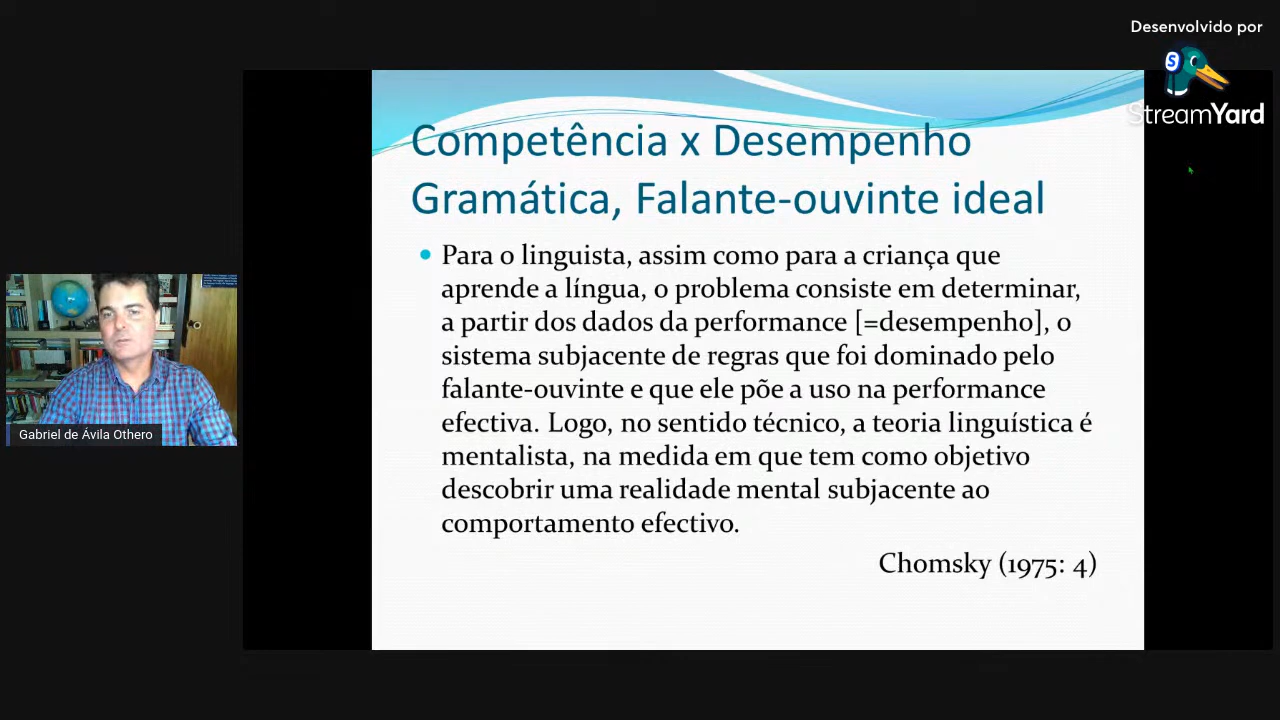 Desenvolvido por
StreamYard
Competência x Desempenho
Gramática, Falante-ouvinte ideal
• Para o linguista, assim como para a criança que
aprende a língua, o problema consiste em determinar,
a partir dos dados da performance [=desempenho], o
sistema subjacente de regras que foi dominado pelo
falante-ouvinte e que ele põe a uso na performance
efetiva. Logo, no sentido técnico, a teoria linguística é
mentalista, na medida em que tem como objetivo
descobrir uma realidade mental subjacente ao
comportamento efetivo.
Chomsky (1975: 4)
Gabriel de Ávila Othero